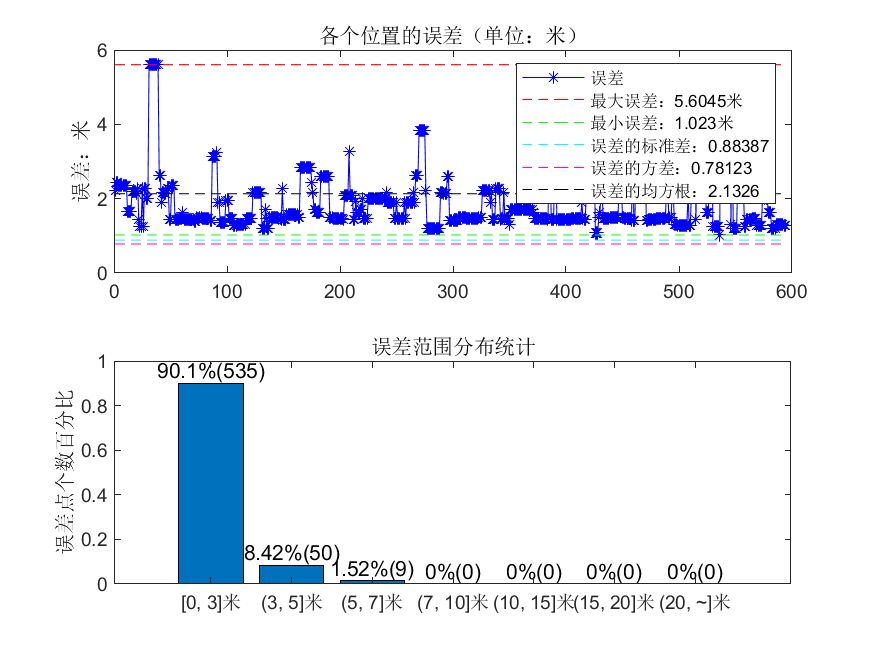 各个位置的误差（单位：米）
6
4
2
0
误差：米
误差
最大误差：5.6045米
最小误差：1.023米
误差的标准差：0.88387
误差的方差：0.78123
误差的均方根：2.1326
0 100 200 300 400 500 600
误差范围分布统计
1
0.8
0.6
0.4
0.2
0
误差点个数百分比
90.1%(535)
8.42%(50)
1.52%(9)
0%(0)
0%(0)
0%(0)
0%(0)
[0, 3]米 (3, 5]米 (5, 7]米 (7, 10]米 (10, 15]米 (15, 20]米 (20, ~]米